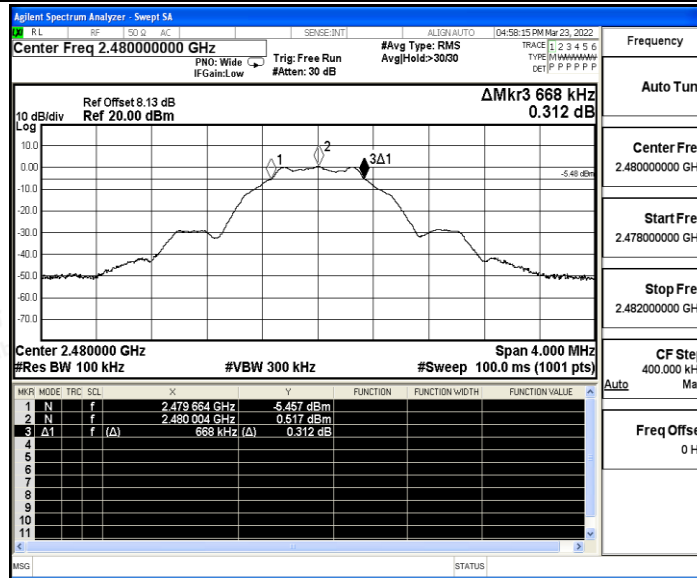 Agilent Spectrum Analyzer - Swept SA
RL RF 50 Ω AC SENSE:INT ALIGNAUTO 04:58:15 PM Mar 23, 2022
Center Freq 2.480000000 GHz
PNO: Wide
IFGain:Low
Trig: Free Run
#Atten: 30 dB
#Avg Type: RMS
Avg|Hold:>30/30
TRACE 1 2 3 4 5 6
TYPE M
DET P P P P P P
Ref Offset 8.13 dB
Ref 20.00 dBm
10 dB/div
Log
ΔMkr3 668 kHz
0.312 dB
10.0
0.00
-10.0
-20.0
-30.0
-40.0
-50.0
-60.0
-70.0
1
2
3Δ1
-5.48 dBm
Center 2.480000 GHz
Span 4.000 MHz
#Res BW 100 kHz #VBW 300 kHz #Sweep 100.0 ms (1001 pts)
MKR MODE TRC SCL X Y FUNCTION FUNCTION WIDTH FUNCTION VALUE
1 N f 2.479 664 GHz -5.457 dBm
2 N f 2.480 004 GHz 0.517 dBm
3 Δ1 f (Δ) 668 kHz (Δ) 0.312 dB
4
5
6
7
8
9
10
11
MSG STATUS
Frequency
Auto Tun
Center Fre
2.480000000 GH
Start Fre
2.478000000 GH
Stop Fre
2.482000000 GH
CF Step
400.000 kH
Auto Ma
Freq Offse
0 H